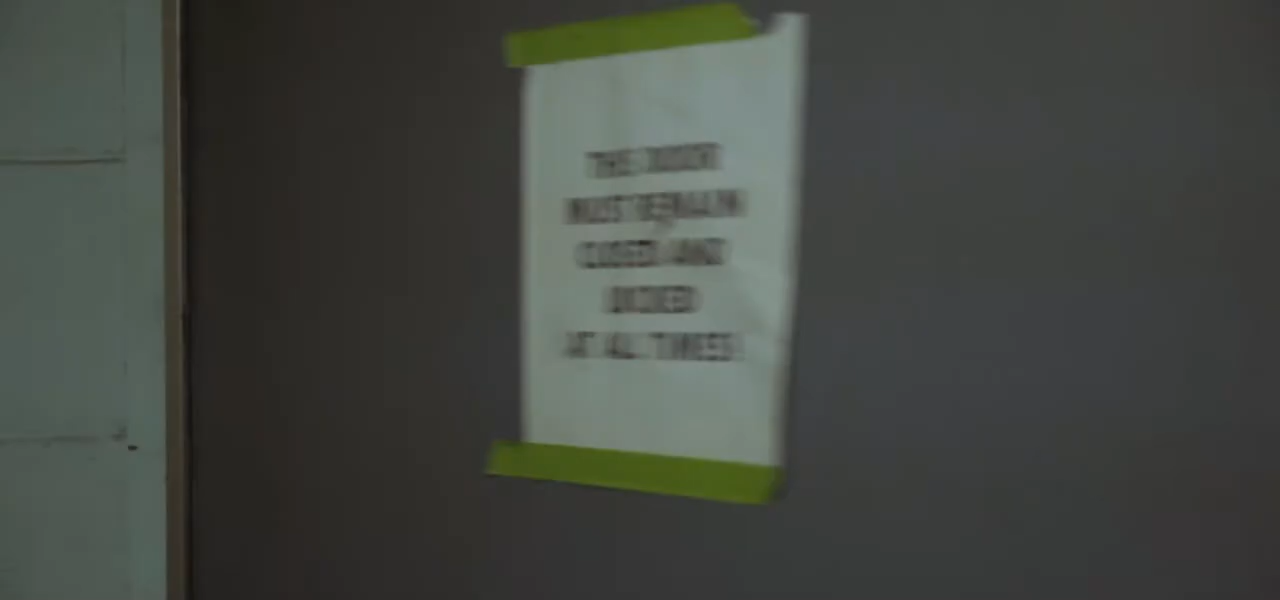 THE DOOR
MUST REMAIN
CLOSED AND
LOCKED
AT ALL TIMES!